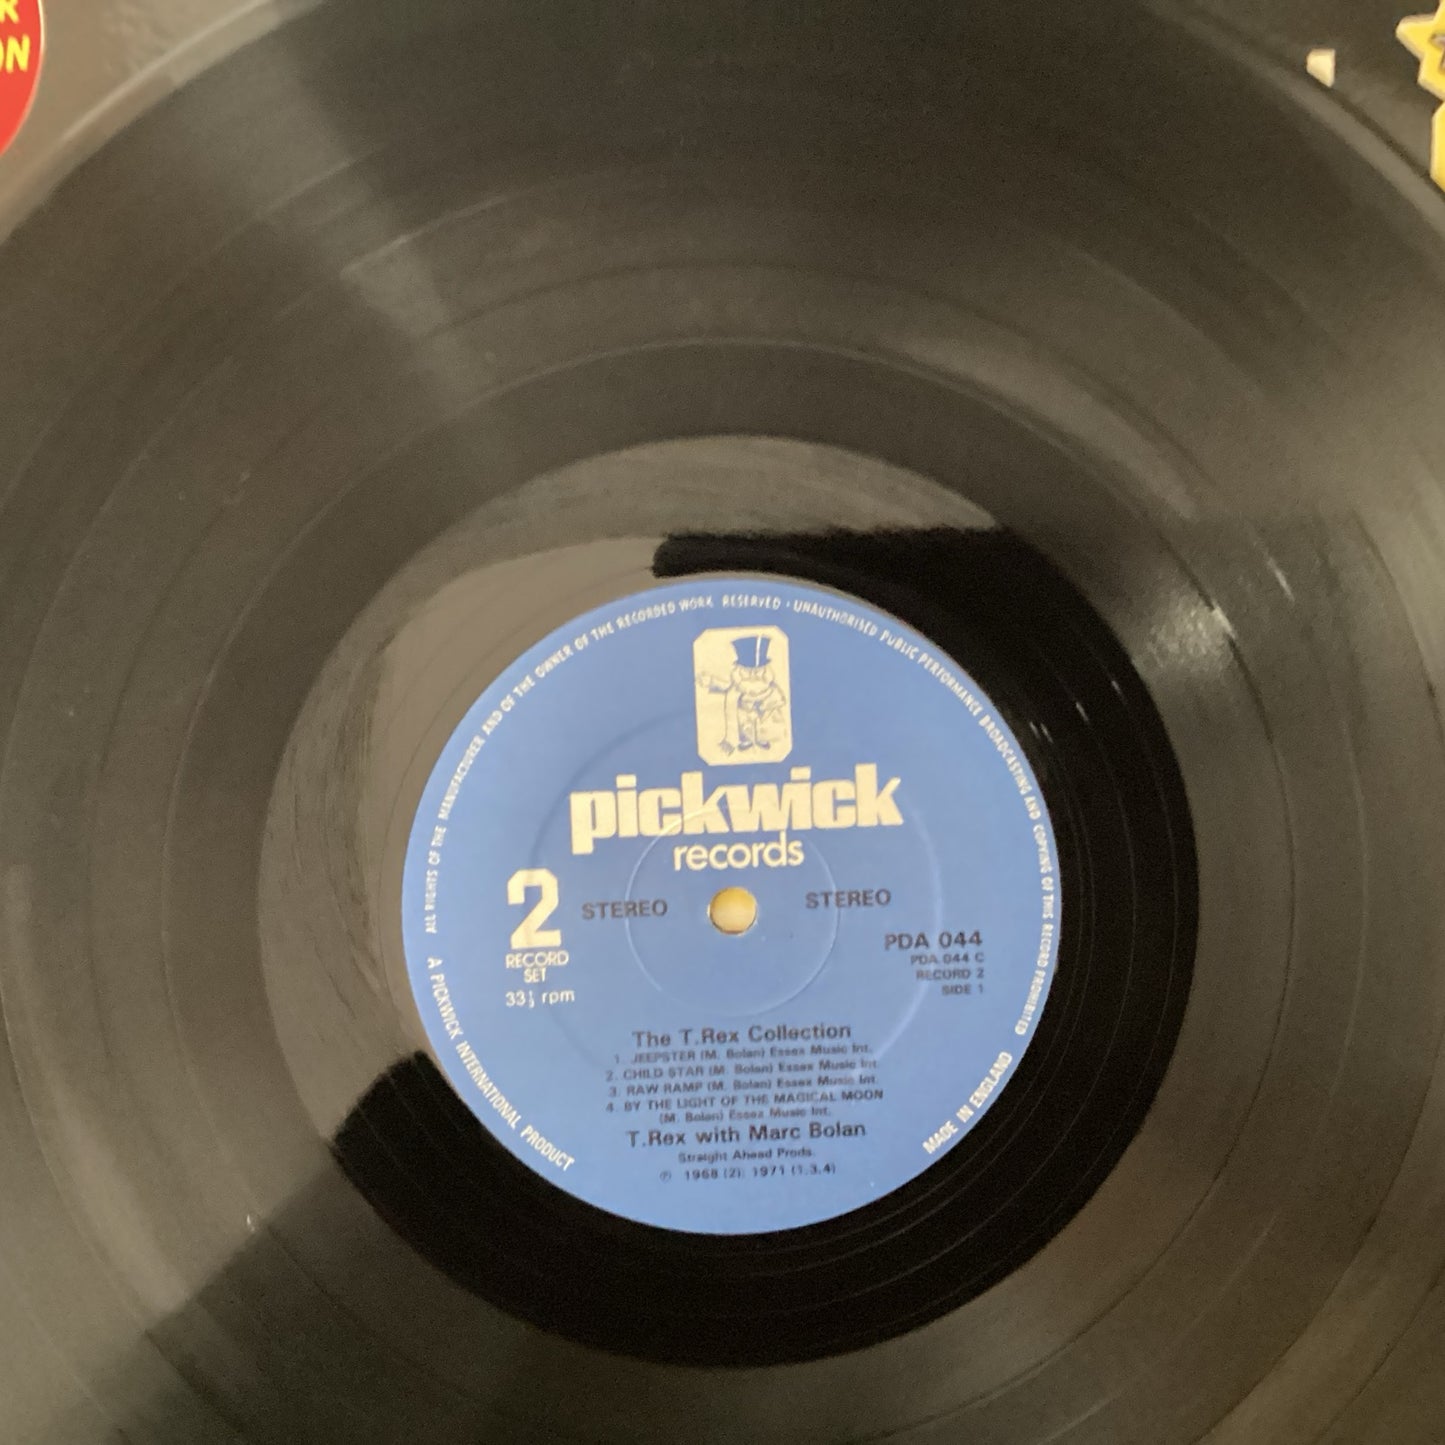 R
ON
ALL RIGHTS OF THE MANUFACTURER AND OF THE OWNER OF THE RECORDED WORK RESERVED · UNAUTHORISED PUBLIC PERFORMANCE BROADCASTING AND COPYING OF THIS RECORD PROHIBITED
pickwick
records
2
RECORD
SET
33⅓ rpm
STEREO
STEREO
PDA 044
PDA 044 C
RECORD 2
SIDE 1
The T.Rex Collection
1. JEEPSTER (M. Bolan) Essex Music Int.
2. CHILD STAR (M. Bolan) Essex Music Int.
3. RAW RAMP (M. Bolan) Essex Music Int.
4. BY THE LIGHT OF THE MAGICAL MOON
(M. Bolan) Essex Music Int.
T.Rex with Marc Bolan
Straight Ahead Prods.
℗ 1968 (2); 1971 (1.3.4)
A PICKWICK INTERNATIONAL PRODUCT
MADE IN ENGLAND